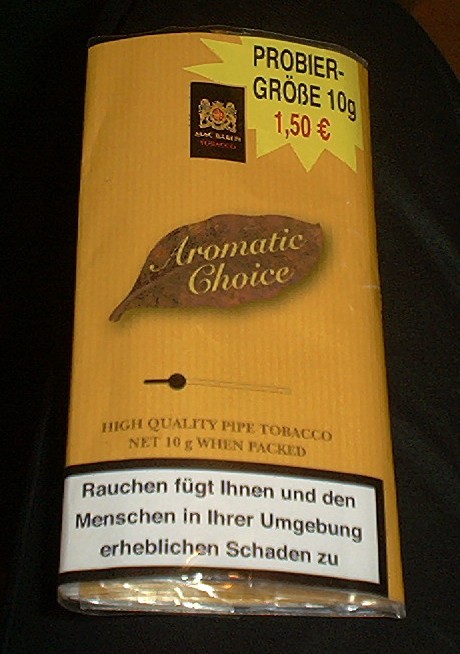 PROBIER-
GRÖßE 10g
1,50 €
MAC BAREN
TOBACCO
Aromatic
Choice
HIGH QUALITY PIPE TOBACCO
NET 10 g WHEN PACKED
Rauchen fügt Ihnen und den
Menschen in Ihrer Umgebung
erheblichen Schaden zu